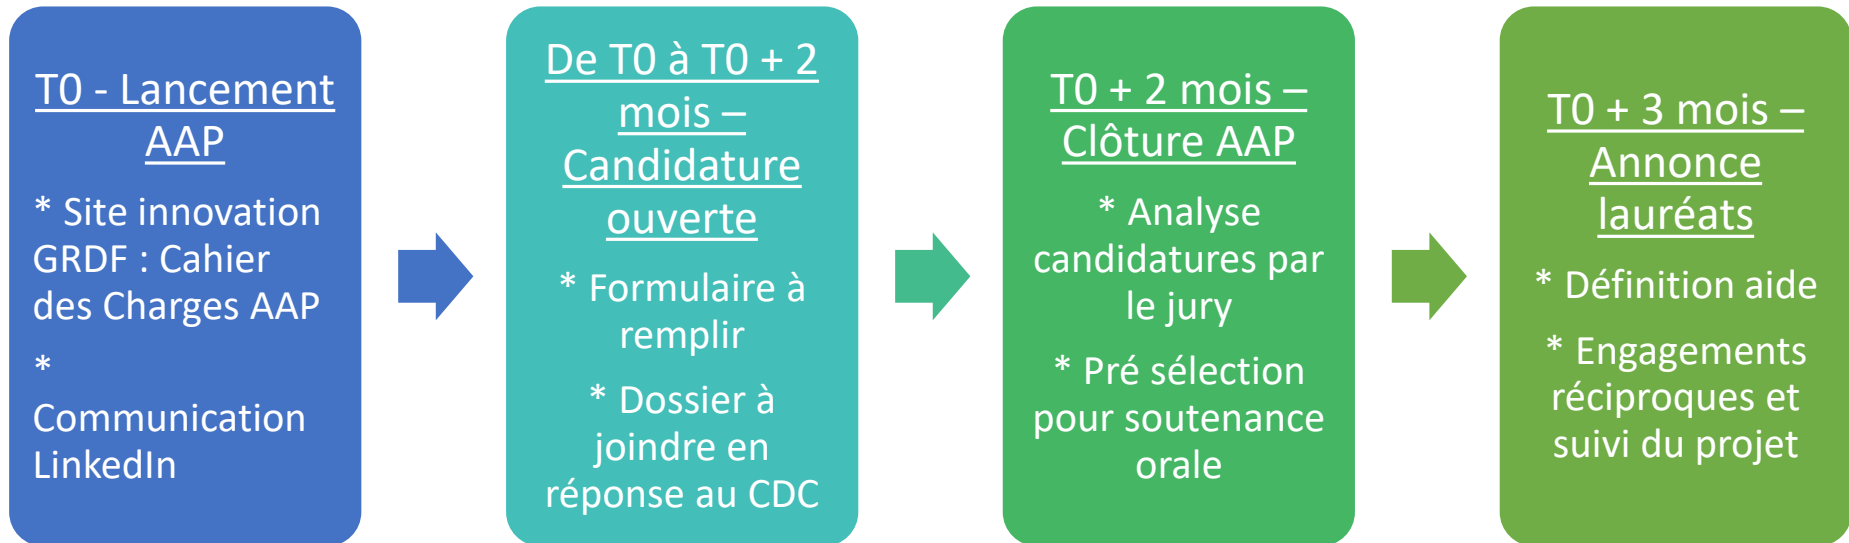 T0 - Lancement
AAP
* Site innovation
GRDF : Cahier
des Charges AAP
*
Communication
LinkedIn
De T0 à T0 + 2
mois –
Candidature
ouverte
* Formulaire à
remplir
* Dossier à
joindre en
réponse au CDC
T0 + 2 mois –
Clôture AAP
* Analyse
candidatures par
le jury
* Pré sélection
pour soutenance
orale
T0 + 3 mois –
Annonce
lauréats
* Définition aide
* Engagements
réciproques et
suivi du projet